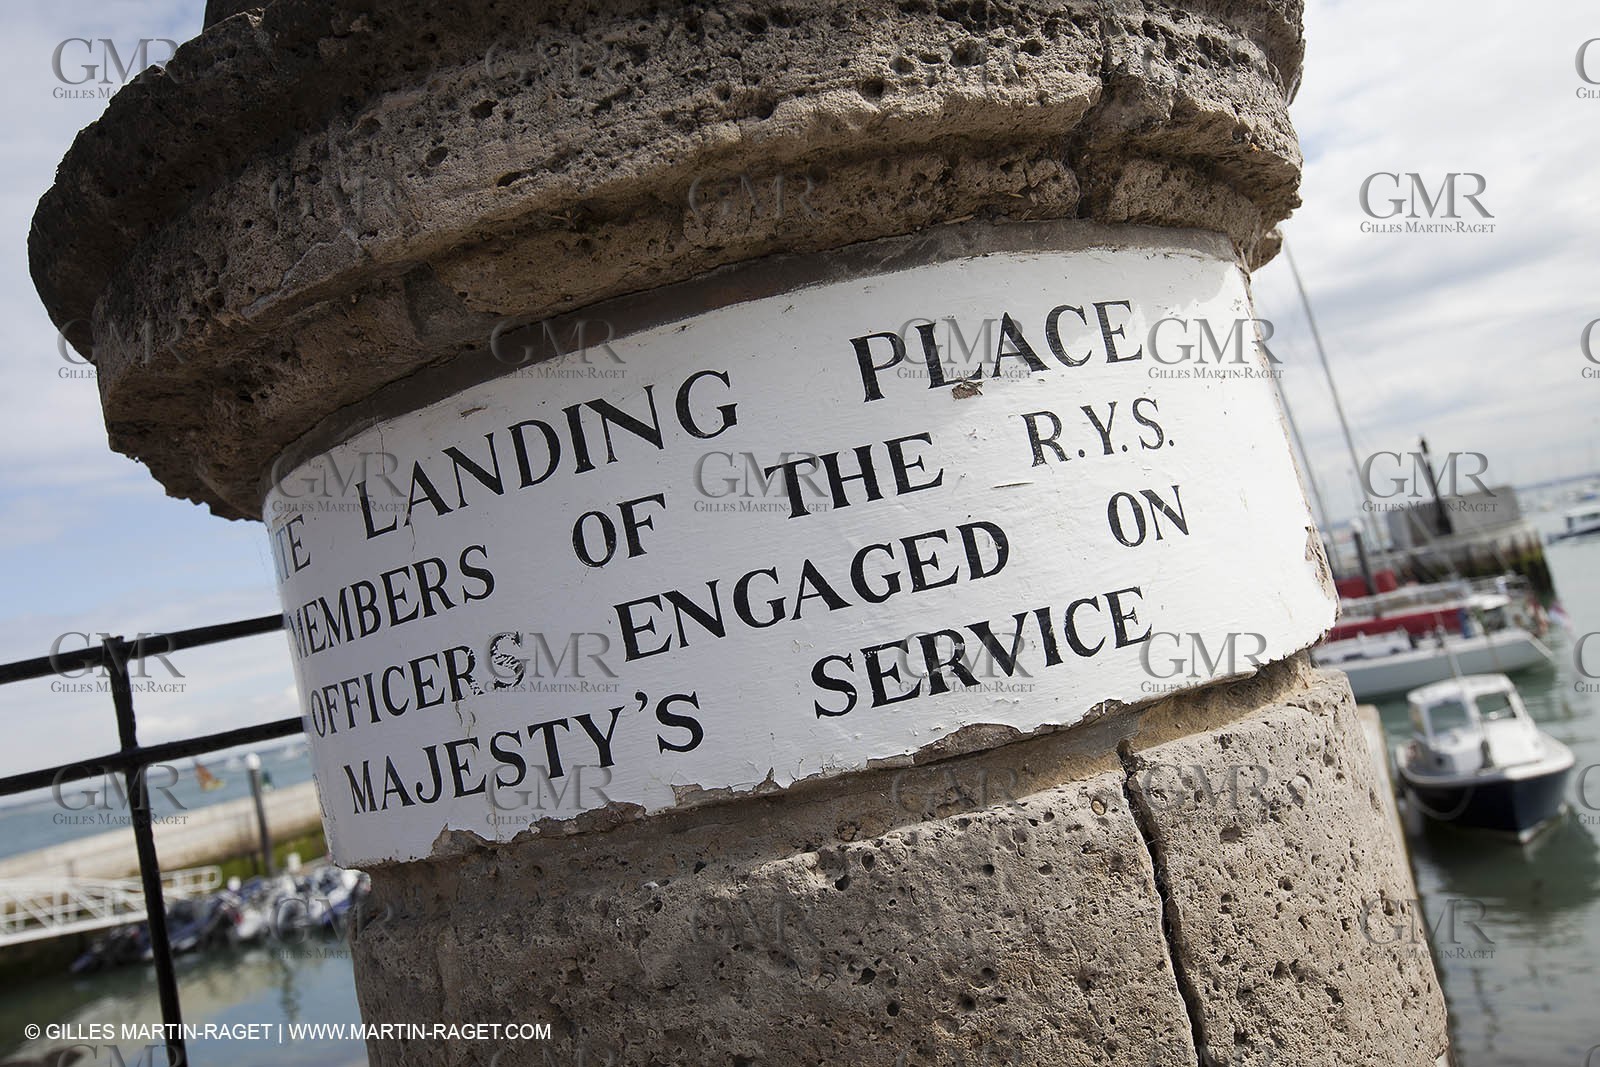 TE LANDING PLACE
MEMBERS OF THE R.Y.S.
OFFICERS ENGAGED ON
R MAJESTY'S SERVICE
GMR
GILLES MARTIN-RAGET
© GILLES MARTIN-RAGET | WWW.MARTIN-RAGET.COM